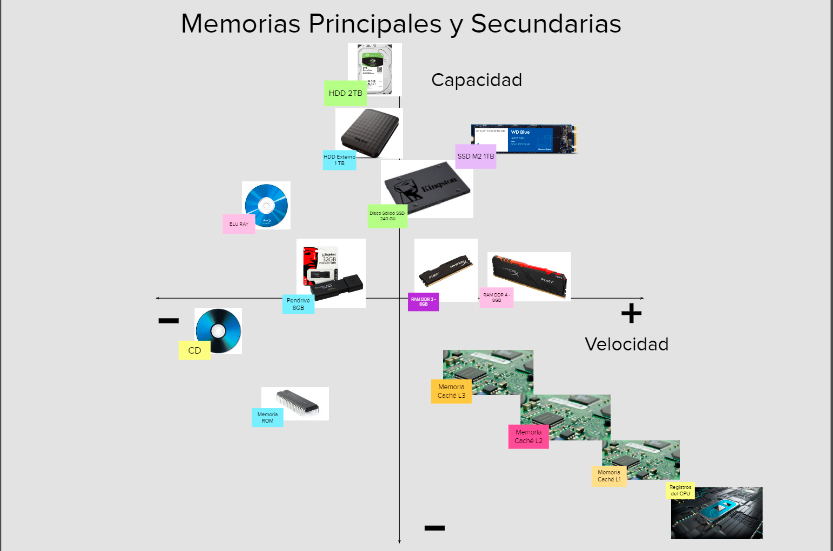 Memorias Principales y Secundarias
Capacidad
HDD 2TB
HDD Externo
1 TB
WD Blue
SSD M2 1TB
Kingston
Disco Sólido SSD
240 GB
BLU RAY
Pendrive
8GB
RAM DDR 3 -
8GB
RAM DDR 4 -
8GB
−
+
Velocidad
CD
Memoria
Caché L3
Memoria
ROM
Memoria
Caché L2
Memoria
Caché L1
Registros
del CPU
−